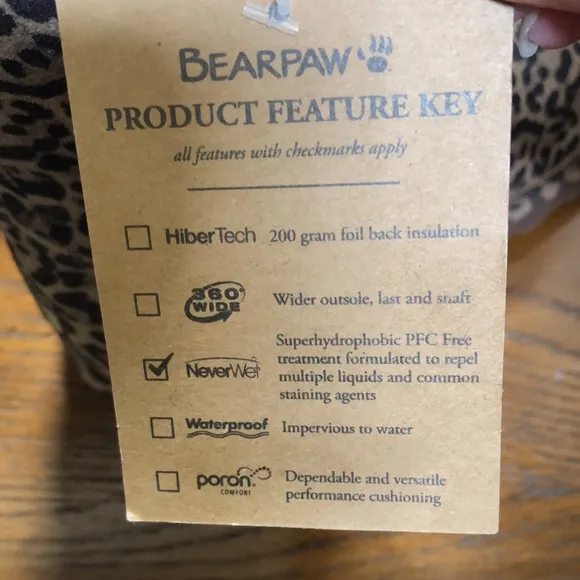 BEARPAW
PRODUCT FEATURE KEY
all features with checkmarks apply
HiberTech 200 gram foil back insulation
360° WIDE Wider outsole, last and shaft
Superhydrophobic PFC Free
NeverWet treatment formulated to repel
multiple liquids and common
staining agents
Waterproof Impervious to water
poron COMFORT Dependable and versatile
performance cushioning